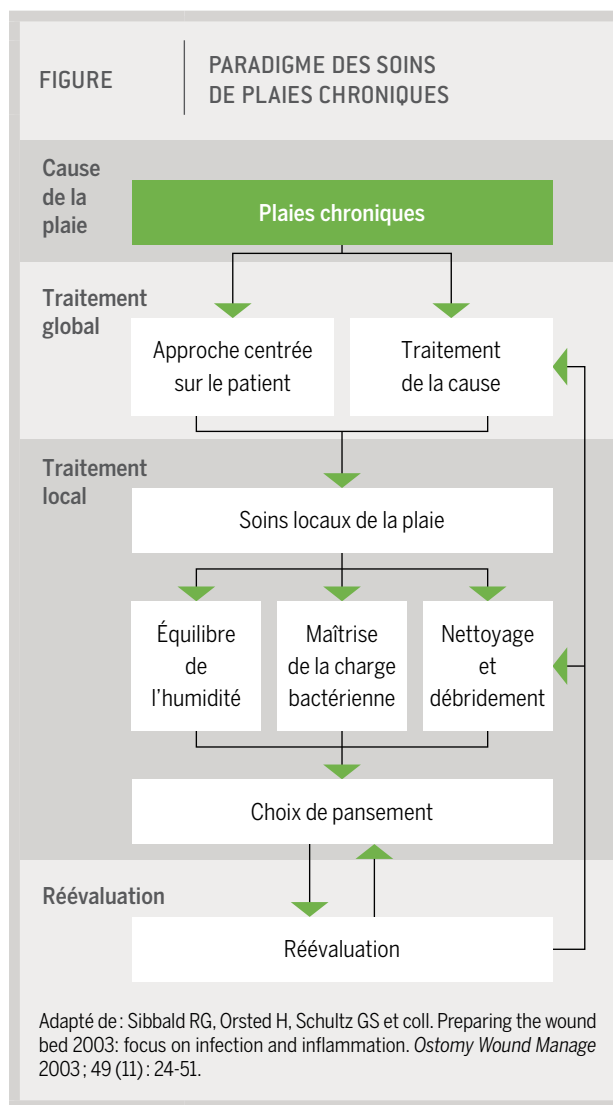 FIGURE
PARADIGME DES SOINS
DE PLAIES CHRONIQUES
Cause
de la
plaie
Plaies chroniques
Traitement
global
Approche centrée
sur le patient
Traitement
de la cause
Traitement
local
Soins locaux de la plaie
Équilibre
de
l’humidité
Maîtrise
de la charge
bactérienne
Nettoyage
et
débridement
Choix de pansement
Réévaluation
Réévaluation
Adapté de : Sibbald RG, Orsted H, Schultz GS et coll. Preparing the wound
bed 2003: focus on infection and inflammation. Ostomy Wound Manage
2003 ; 49 (11) : 24-51.